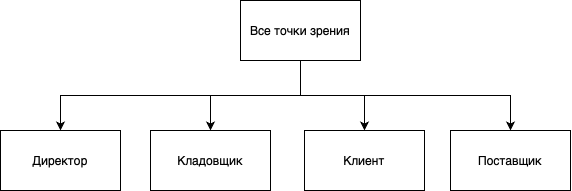 Все точки зрения
Директор
Кладовщик
Клиент
Поставщик